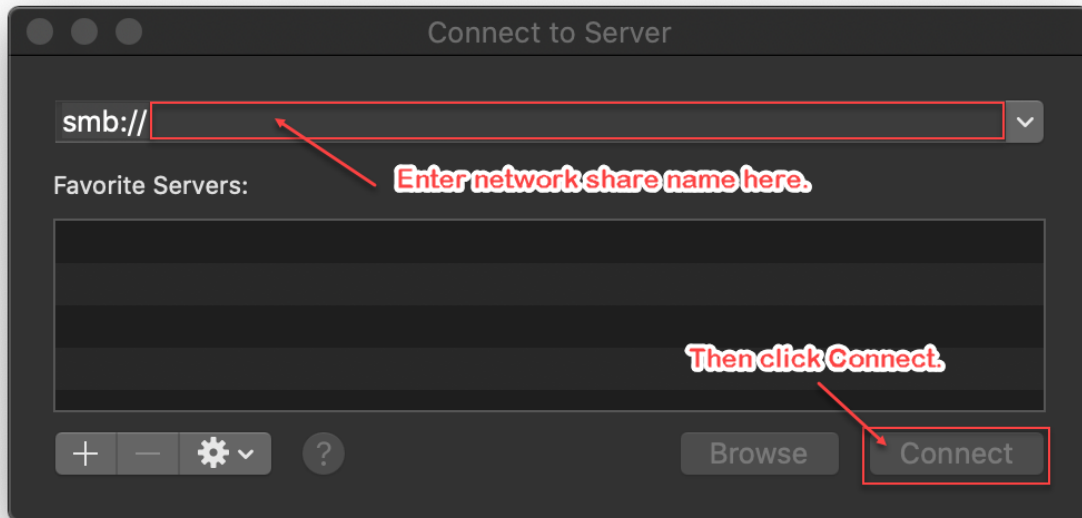 Connect to Server
smb://
Enter network share name here.
Favorite Servers:
Then click Connect.
+ − ?
Browse
Connect